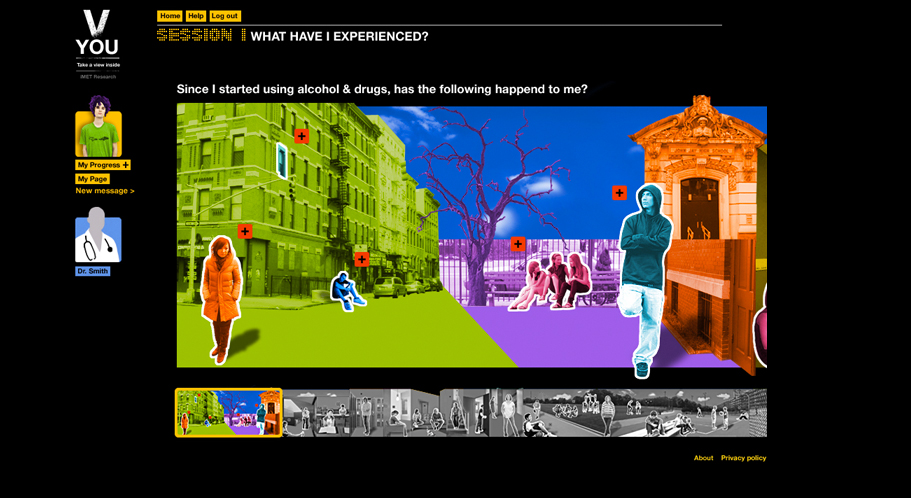 V
YOU
Take a view inside
iMET Research
Home Help Log out
SESSION 1 WHAT HAVE I EXPERIENCED?
Since I started using alcohol & drugs, has the following happend to me?
My Progress +
My Page
New message >
Dr. Smith
About Privacy policy